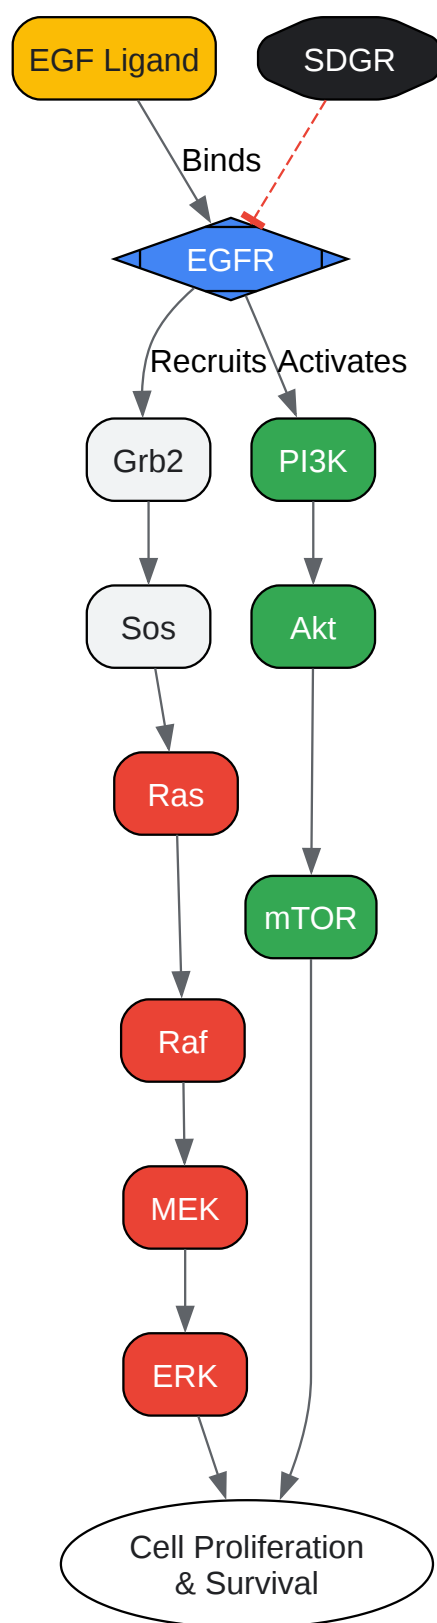 EGF Ligand
SDGR
Binds
EGFR
Recruits
Activates
Grb2
PI3K
Sos
Akt
Ras
mTOR
Raf
MEK
ERK
Cell Proliferation
& Survival